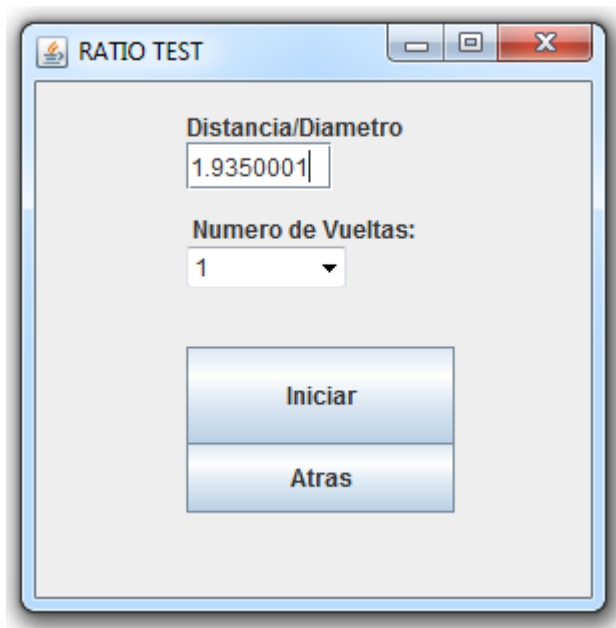 RATIO TEST
Distancia/Diametro
1.9350001
Numero de Vueltas:
1
Iniciar
Atras